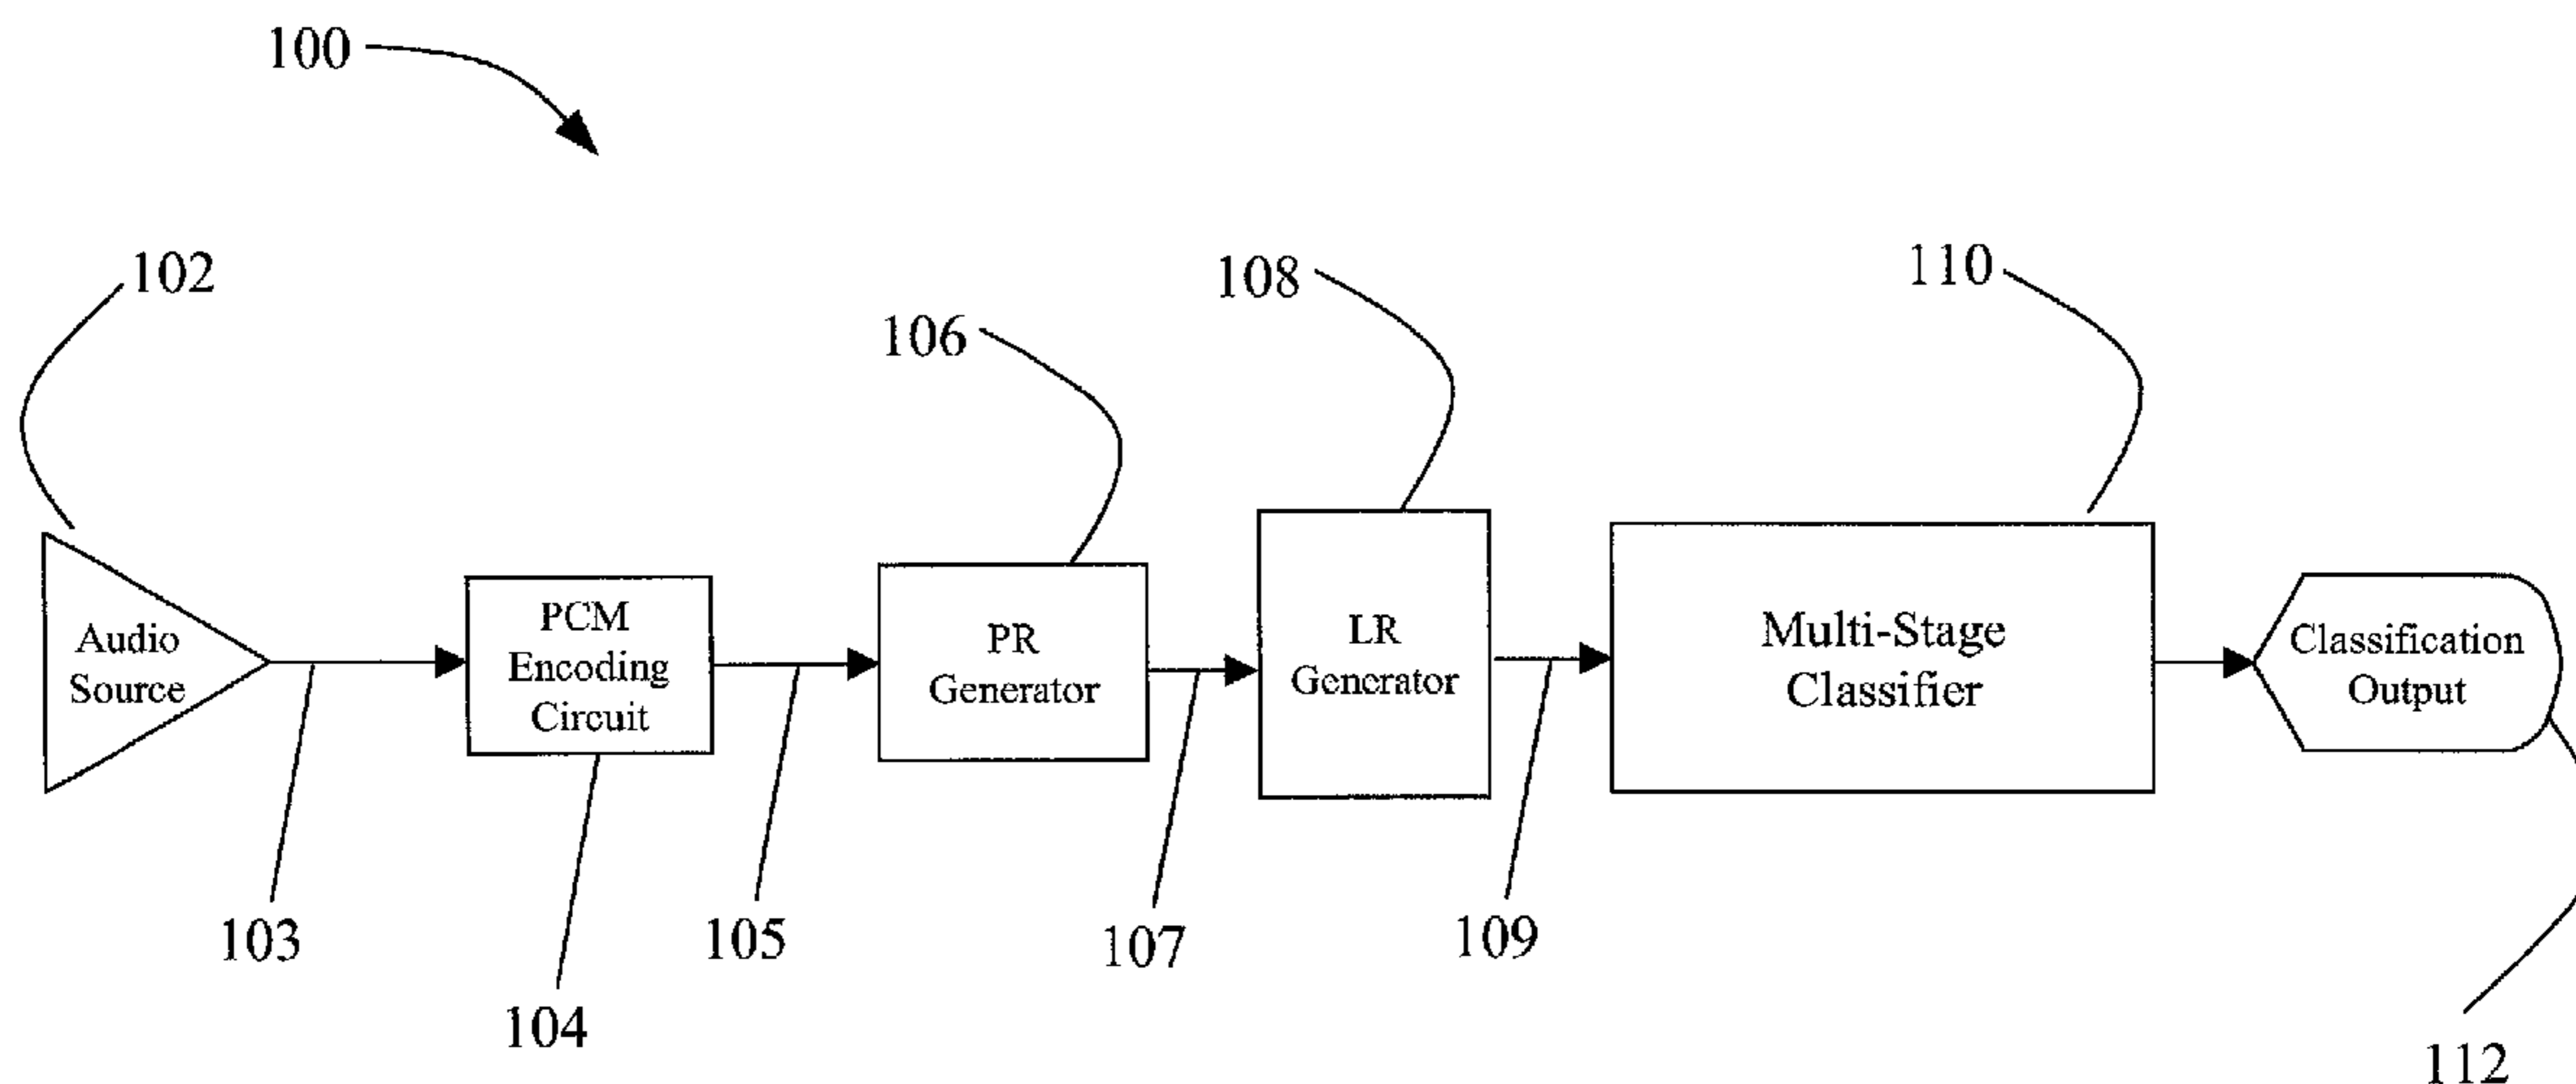 100
102
108
110
106
Audio
Source
PCM
Encoding
Circuit
PR
Generator
LR
Generator
Multi-Stage
Classifier
Classification
Output
103
105
107
109
104
112